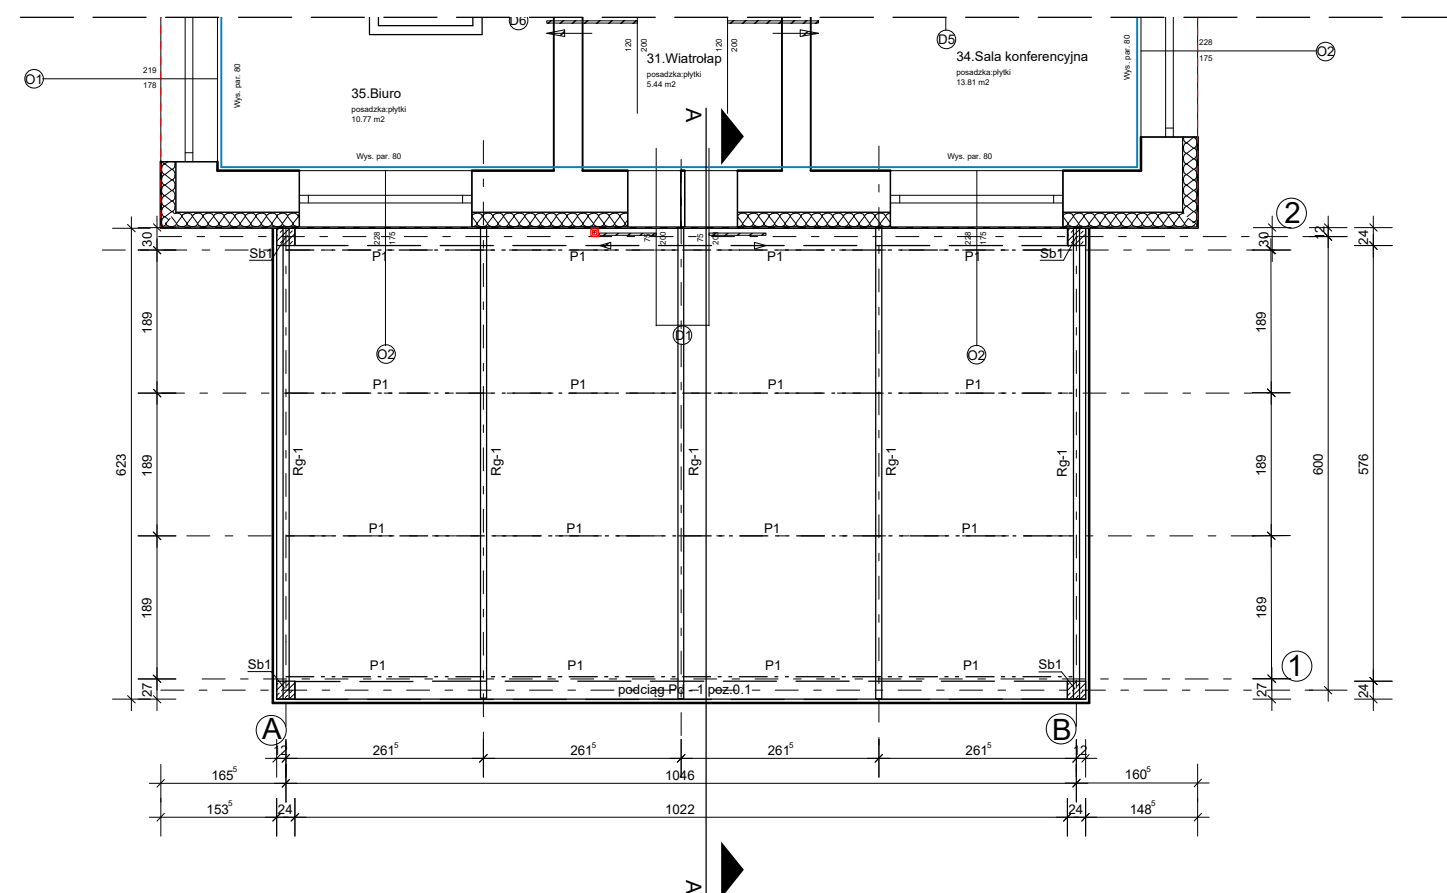 D6
120
200
120
200
D5
31.Wiatrołap
posadzka:płytki
5.44 m2
34.Sala konferencyjna
posadzka:płytki
13.81 m2
Wys. par. 80
228
175
O2
O1
219
178
Wys. par. 80
35.Biuro
posadzka:płytki
10.77 m2
A
Wys. par. 80
Wys. par. 80
2
30
228
175
75
200
75
200
228
175
30
12
24
Sb1
P1
P1
P1
P1
Sb1
189
189
D1
O2
O2
P1
P1
P1
P1
623
189
Rg-1
Rg-1
Rg-1
Rg-1
Rg-1
189
600
576
P1
P1
P1
P1
189
189
Sb1
P1
P1
P1
P1
Sb1
1
27
podciąg Pd - 1 poz.0.1
27
24
A
B
12
261⁵
261⁵
261⁵
261⁵
12
165⁵
1046
160⁵
153⁵
24
1022
24
148⁵
A